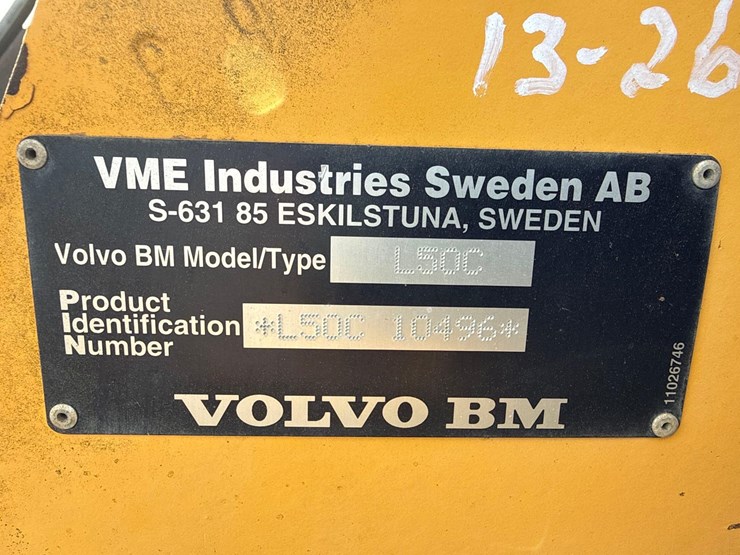 13-26
VME Industries Sweden AB
S-631 85 ESKILSTUNA, SWEDEN
Volvo BM Model/Type L50C
Product
Identification *L50C 10496*
Number
11026746
VOLVO BM